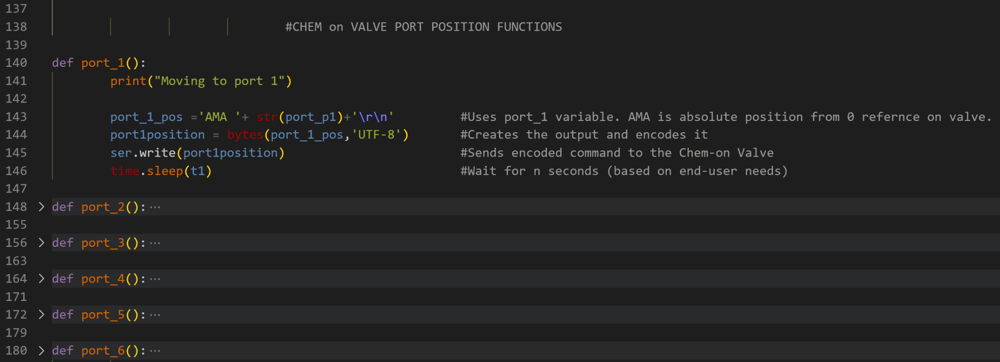 137
138 #CHEM on VALVE PORT POSITION FUNCTIONS
139
140 def port_1():
141 print("Moving to port 1")
142
143 port_1_pos ='AMA '+ str(port_p1)+'\r\n' #Uses port_1 variable. AMA is absolute position from 0 refernce on valve.
144 port1position = bytes(port_1_pos,'UTF-8') #Creates the output and encodes it
145 ser.write(port1position) #Sends encoded command to the Chem-on Valve
146 time.sleep(t1) #Wait for n seconds (based on end-user needs)
147
148 > def port_2():···
155
156 > def port_3():···
163
164 > def port_4():···
171
172 > def port_5():···
179
180 > def port_6():···